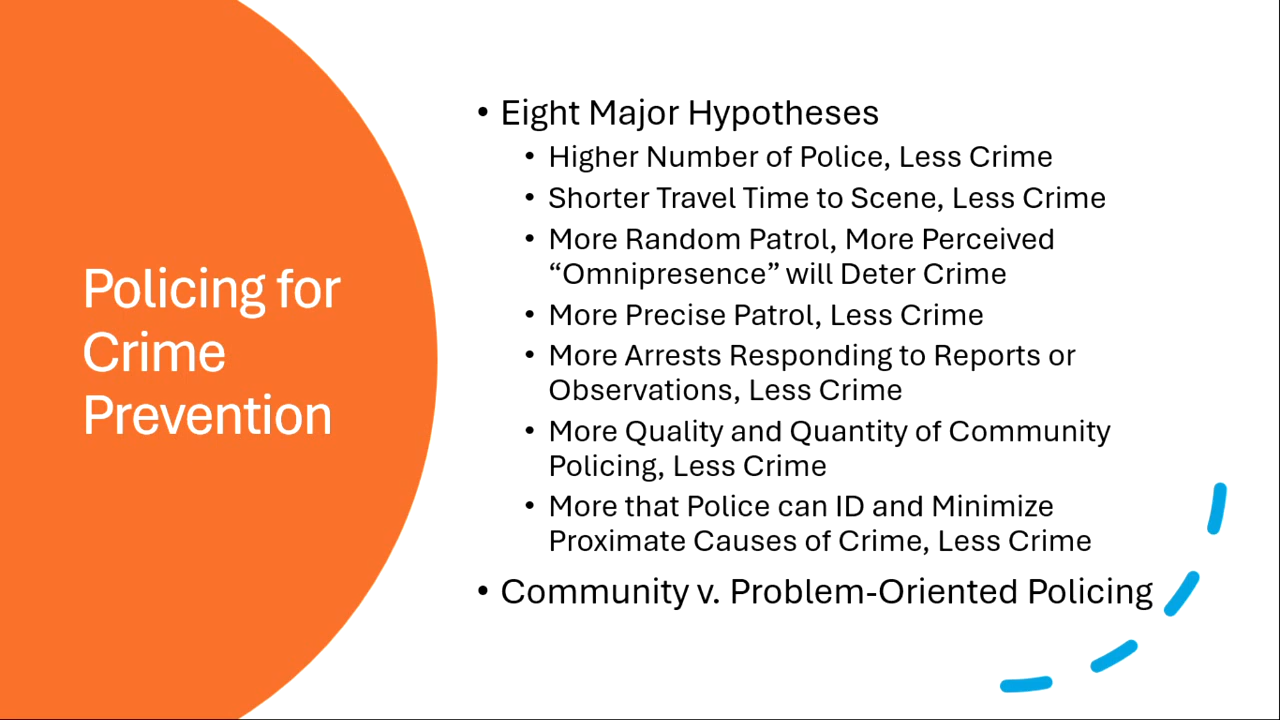 Policing for
Crime
Prevention
• Eight Major Hypotheses
• Higher Number of Police, Less Crime
• Shorter Travel Time to Scene, Less Crime
• More Random Patrol, More Perceived
“Omnipresence” will Deter Crime
• More Precise Patrol, Less Crime
• More Arrests Responding to Reports or
Observations, Less Crime
• More Quality and Quantity of Community
Policing, Less Crime
• More that Police can ID and Minimize
Proximate Causes of Crime, Less Crime
• Community v. Problem-Oriented Policing